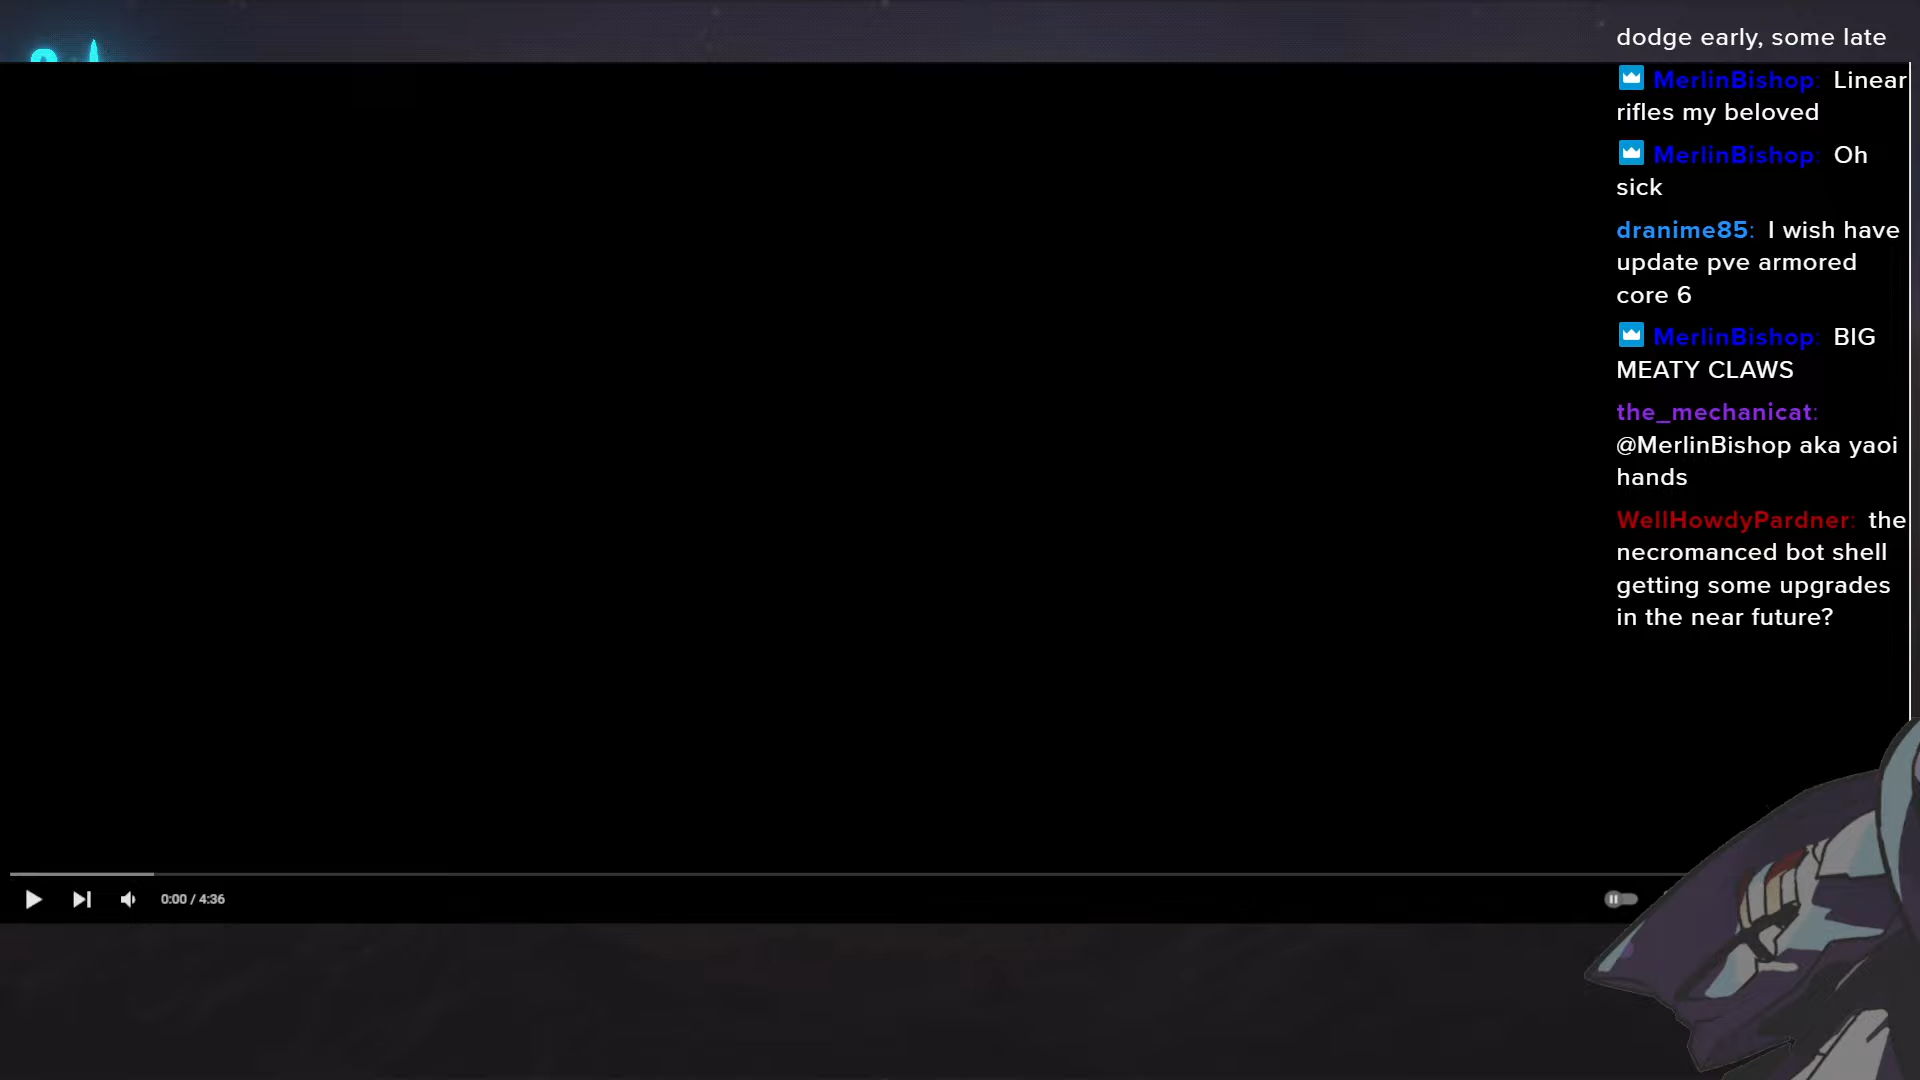 dodge early, some late
MerlinBishop: Linear
rifles my beloved
MerlinBishop: Oh
sick
dranime85: I wish have
update pve armored
core 6
MerlinBishop: BIG
MEATY CLAWS
the_mechanicat:
@MerlinBishop aka yaoi
hands
WellHowdyPardner: the
necromanced bot shell
getting some upgrades
in the near future?
0:00 / 4:36